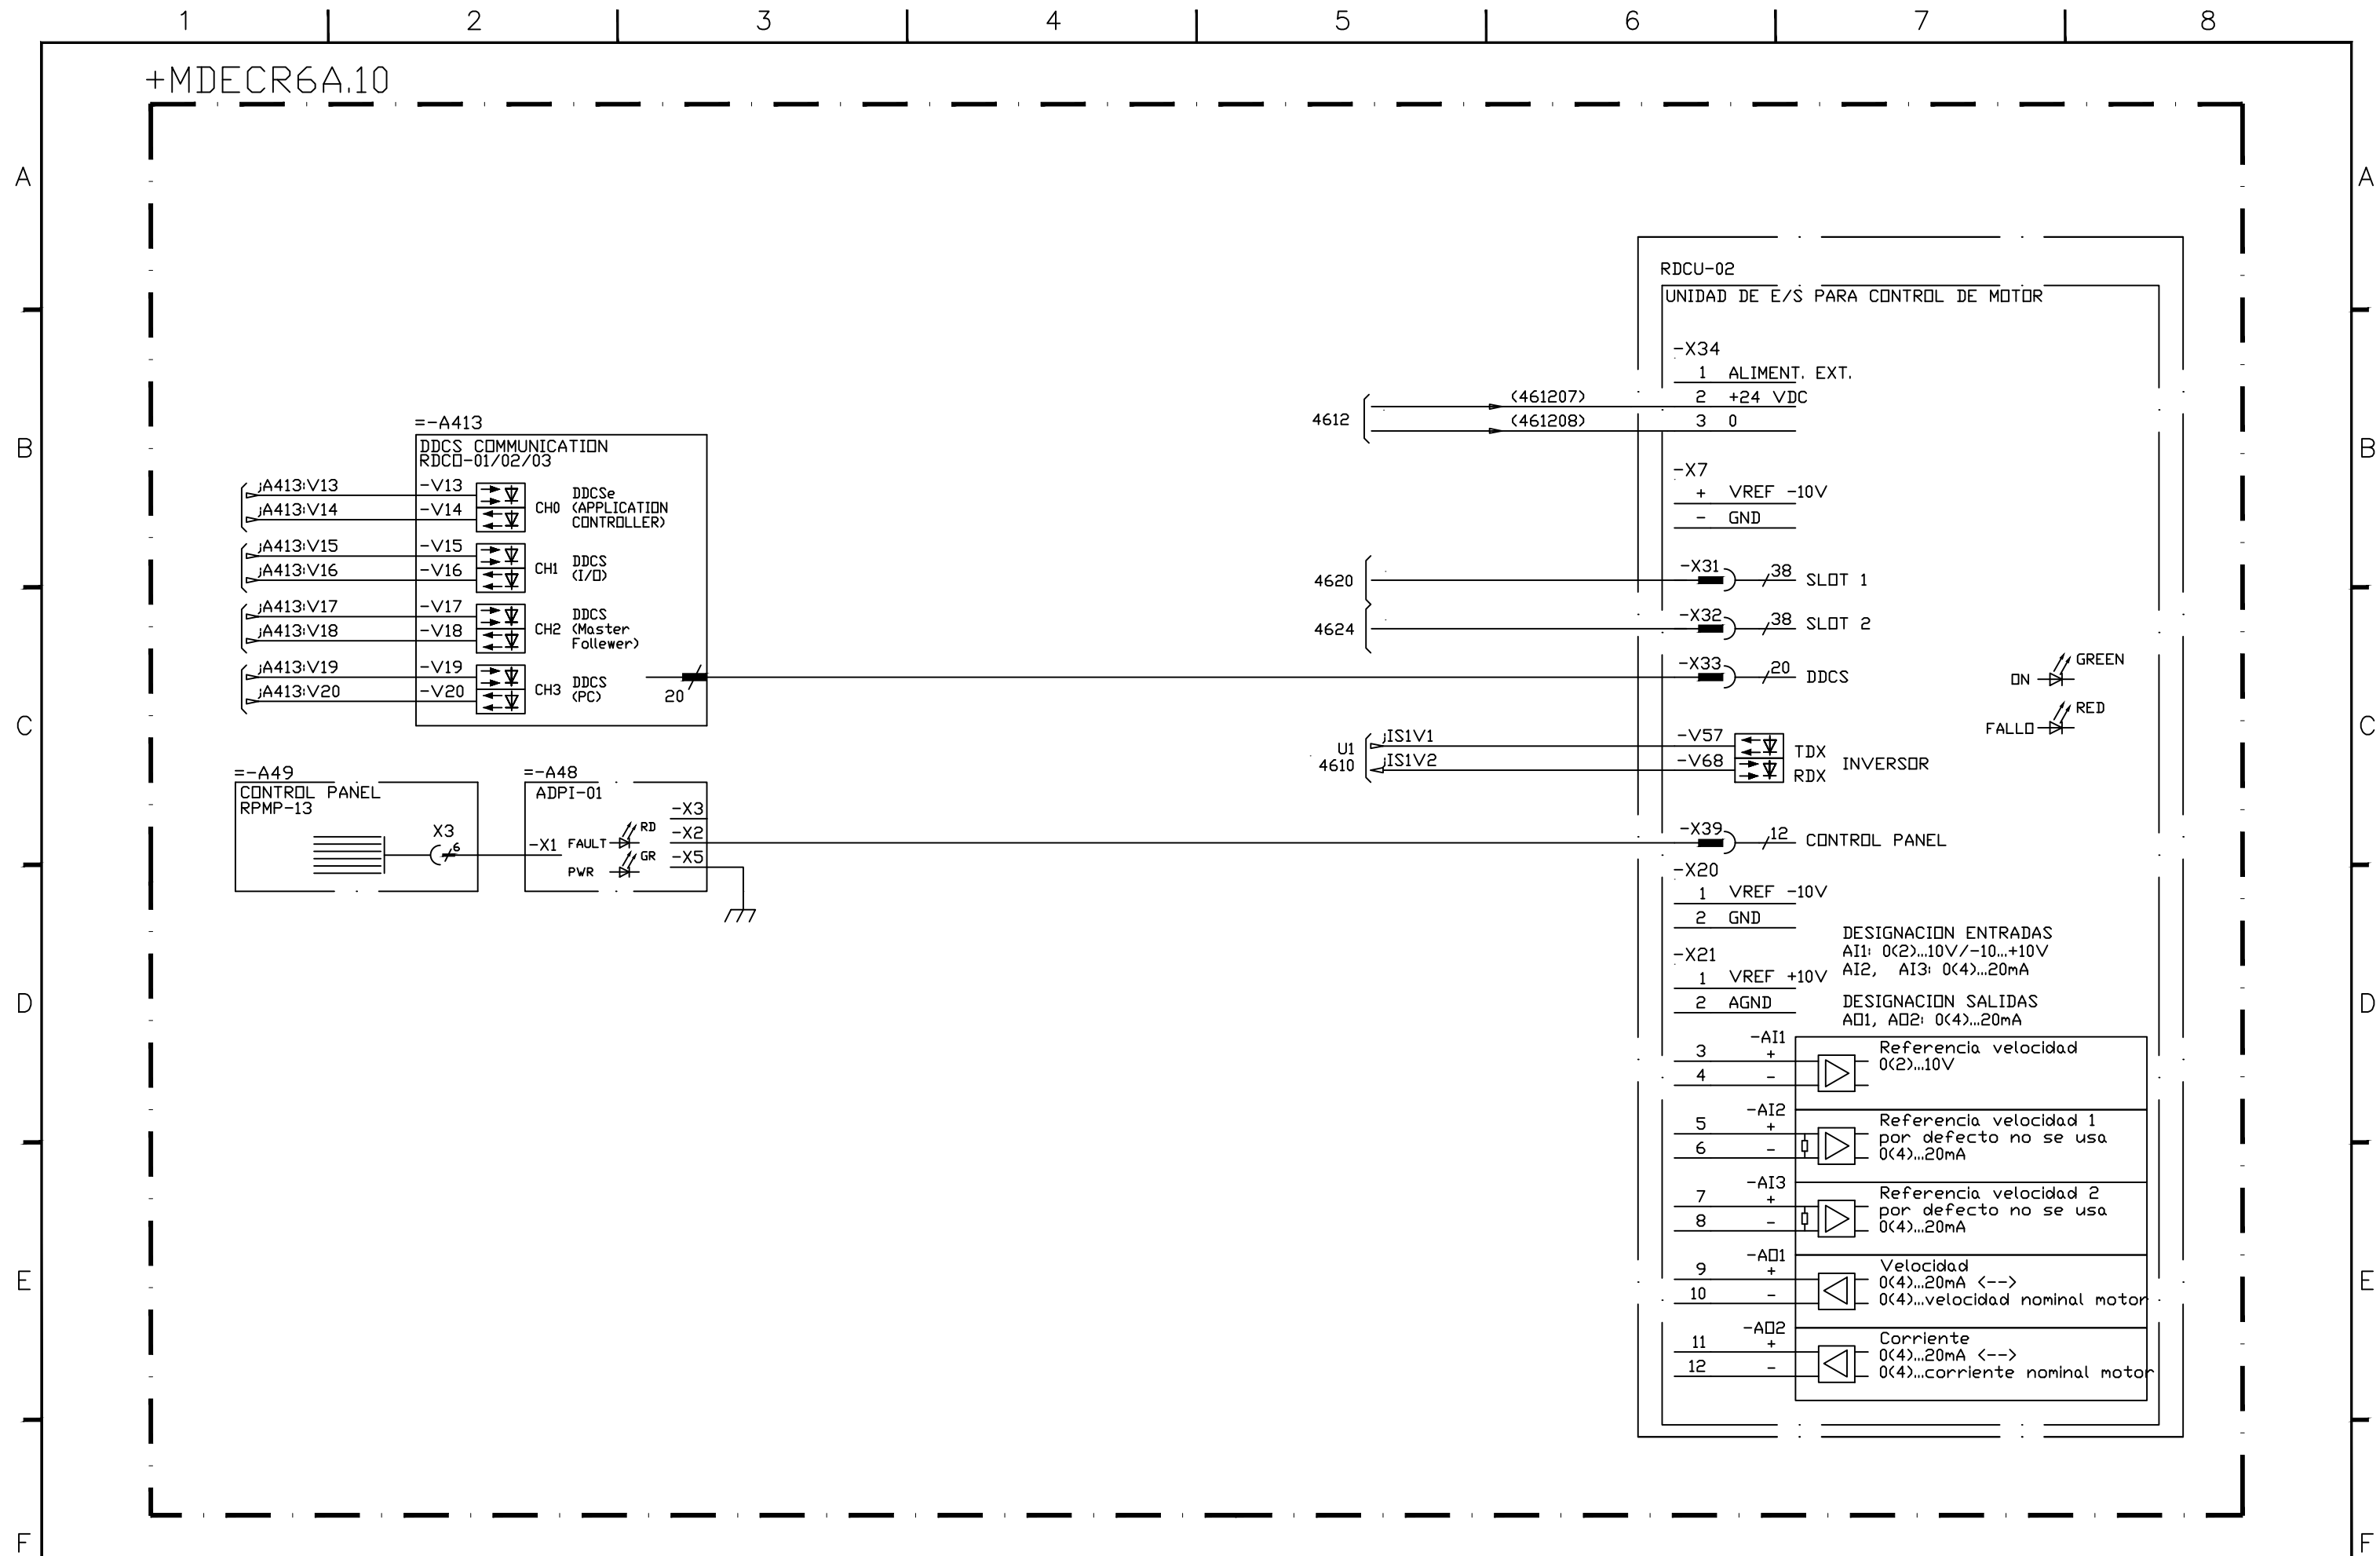 1 2 3 4 5 6 7 8
+MDECR6A.10
A A
RDCU-02
UNIDAD DE E/S PARA CONTROL DE MOTOR
-X34
1 ALIMENT. EXT.
4612 (461207) 2 +24 VDC
(461208) 3 0
B B
=-A413
DDCS COMMUNICATION
RDCO-01/02/03
;A413:V13 -V13
;A413:V14 -V14
CH0 DDCSe
(APPLICATION
CONTROLLER)
;A413:V15 -V15
;A413:V16 -V16
CH1 DDCS
(I/O)
;A413:V17 -V17
;A413:V18 -V18
CH2 DDCS
(Master
Follewer)
;A413:V19 -V19
;A413:V20 -V20
CH3 DDCS
(PC)
20
-X7
+ VREF -10V
- GND
4620 -X31 38 SLOT 1
4624 -X32 38 SLOT 2
-X33 20 DDCS
ON GREEN
FALLO RED
C C
U1
4610
;IS1V1 -V57 TDX
;IS1V2 -V68 RDX
INVERSOR
=-A49
CONTROL PANEL
RPMP-13
X3
6
=-A48
ADPI-01
-X3
-X2
-X5
-X1 FAULT RD
PWR GR
-X39 12 CONTROL PANEL
-X20
1 VREF -10V
2 GND
-X21
1 VREF +10V
2 AGND
DESIGNACION ENTRADAS
AI1: 0(2)...10V/-10...+10V
AI2, AI3: 0(4)...20mA
DESIGNACION SALIDAS
AO1, AO2: 0(4)...20mA
D D
-AI1
3 +
4 -
Referencia velocidad
0(2)...10V
-AI2
5 +
6 -
Referencia velocidad 1
por defecto no se usa
0(4)...20mA
-AI3
7 +
8 -
Referencia velocidad 2
por defecto no se usa
0(4)...20mA
E E
-AO1
9 +
10 -
Velocidad
0(4)...20mA <-->
0(4)...velocidad nominal motor
-AO2
11 +
12 -
Corriente
0(4)...20mA <-->
0(4)...corriente nominal motor
F F